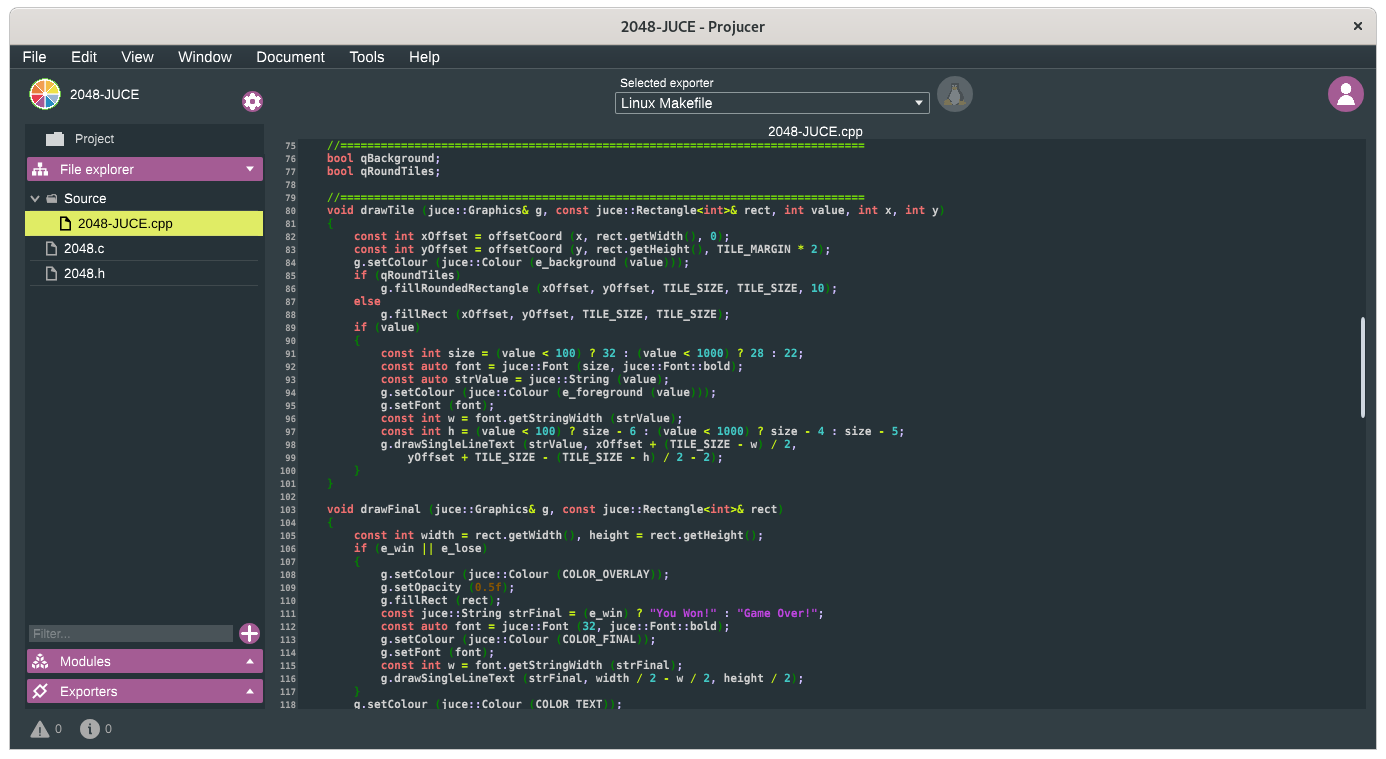 2048-JUCE - Projucer
File Edit View Window Document Tools Help
2048-JUCE
Selected exporter
Linux Makefile
Project
File explorer
Source
2048-JUCE.cpp
2048.c
2048.h
Filter...
Modules
Exporters
0 0
2048-JUCE.cpp
75 //==============================================================================
76 bool qBackground;
77 bool qRoundTiles;
78
79 //==============================================================================
80 void drawTile (juce::Graphics& g, const juce::Rectangle<int>& rect, int value, int x, int y)
81 {
82 const int xOffset = offsetCoord (x, rect.getWidth(), 0);
83 const int yOffset = offsetCoord (y, rect.getHeight(), TILE_MARGIN * 2);
84 g.setColour (juce::Colour (e_background (value)));
85 if (qRoundTiles)
86 g.fillRoundedRectangle (xOffset, yOffset, TILE_SIZE, TILE_SIZE, 10);
87 else
88 g.fillRect (xOffset, yOffset, TILE_SIZE, TILE_SIZE);
89 if (value)
90 {
91 const int size = (value < 100) ? 32 : (value < 1000) ? 28 : 22;
92 const auto font = juce::Font (size, juce::Font::bold);
93 const auto strValue = juce::String (value);
94 g.setColour (juce::Colour (e_foreground (value)));
95 g.setFont (font);
96 const int w = font.getStringWidth (strValue);
97 const int h = (value < 100) ? size - 6 : (value < 1000) ? size - 4 : size - 5;
98 g.drawSingleLineText (strValue, xOffset + (TILE_SIZE - w) / 2,
99 yOffset + TILE_SIZE - (TILE_SIZE - h) / 2 - 2);
100 }
101 }
102
103 void drawFinal (juce::Graphics& g, const juce::Rectangle<int>& rect)
104 {
105 const int width = rect.getWidth(), height = rect.getHeight();
106 if (e_win || e_lose)
107 {
108 g.setColour (juce::Colour (COLOR_OVERLAY));
109 g.setOpacity (0.5f);
110 g.fillRect (rect);
111 const juce::String strFinal = (e_win) ? "You Won!" : "Game Over!";
112 const auto font = juce::Font (32, juce::Font::bold);
113 g.setColour (juce::Colour (COLOR_FINAL));
114 g.setFont (font);
115 const int w = font.getStringWidth (strFinal);
116 g.drawSingleLineText (strFinal, width / 2 - w / 2, height / 2);
117 }
118 g.setColour (juce::Colour (COLOR_TEXT));